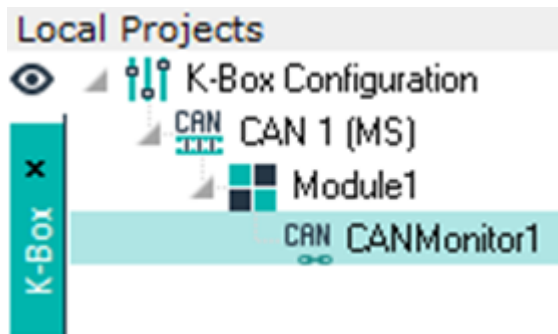 Local Projects
K-Box Configuration
CAN CAN 1 (MS)
Module1
CAN CANMonitor1
× K-Box